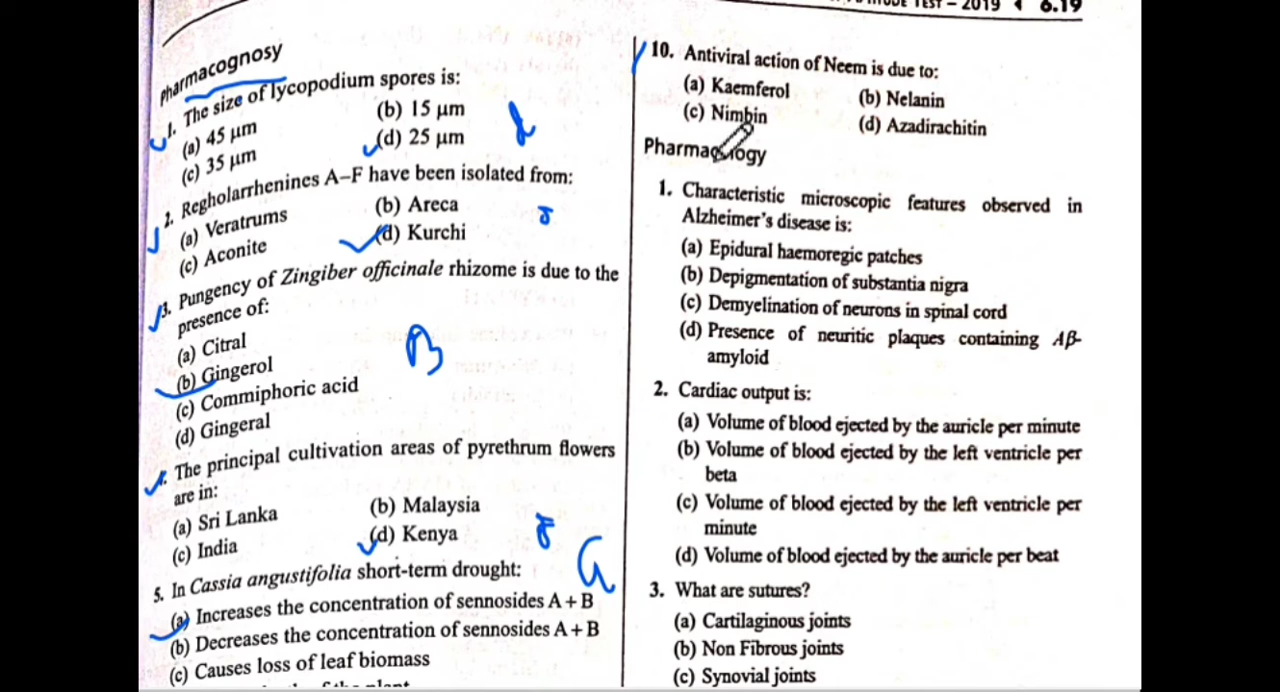 TEST – 2019 6.19
Pharmacognosy
1. The size of lycopodium spores is:
(a) 45 μm (b) 15 μm
(c) 35 μm (d) 25 μm
2. Regholarrhenines A–F have been isolated from:
(a) Veratrums (b) Areca
(c) Aconite (d) Kurchi
3. Pungency of Zingiber officinale rhizome is due to the
presence of:
(a) Citral
(b) Gingerol
B
(c) Commiphoric acid
(d) Gingeral
4. The principal cultivation areas of pyrethrum flowers
are in:
(a) Sri Lanka (b) Malaysia
(c) India (d) Kenya
5. In Cassia angustifolia short-term drought:
(a) Increases the concentration of sennosides A + B
(b) Decreases the concentration of sennosides A + B
(c) Causes loss of leaf biomass
10. Antiviral action of Neem is due to:
(a) Kaemferol (b) Nelanin
(c) Nimbin (d) Azadirachitin
Pharmacology
1. Characteristic microscopic features observed in
Alzheimer's disease is:
(a) Epidural haemoregic patches
(b) Depigmentation of substantia nigra
(c) Demyelination of neurons in spinal cord
(d) Presence of neuritic plaques containing Aβ-
amyloid
2. Cardiac output is:
(a) Volume of blood ejected by the auricle per minute
(b) Volume of blood ejected by the left ventricle per
beta
(c) Volume of blood ejected by the left ventricle per
minute
(d) Volume of blood ejected by the auricle per beat
3. What are sutures?
(a) Cartilaginous joints
(b) Non Fibrous joints
(c) Synovial joints